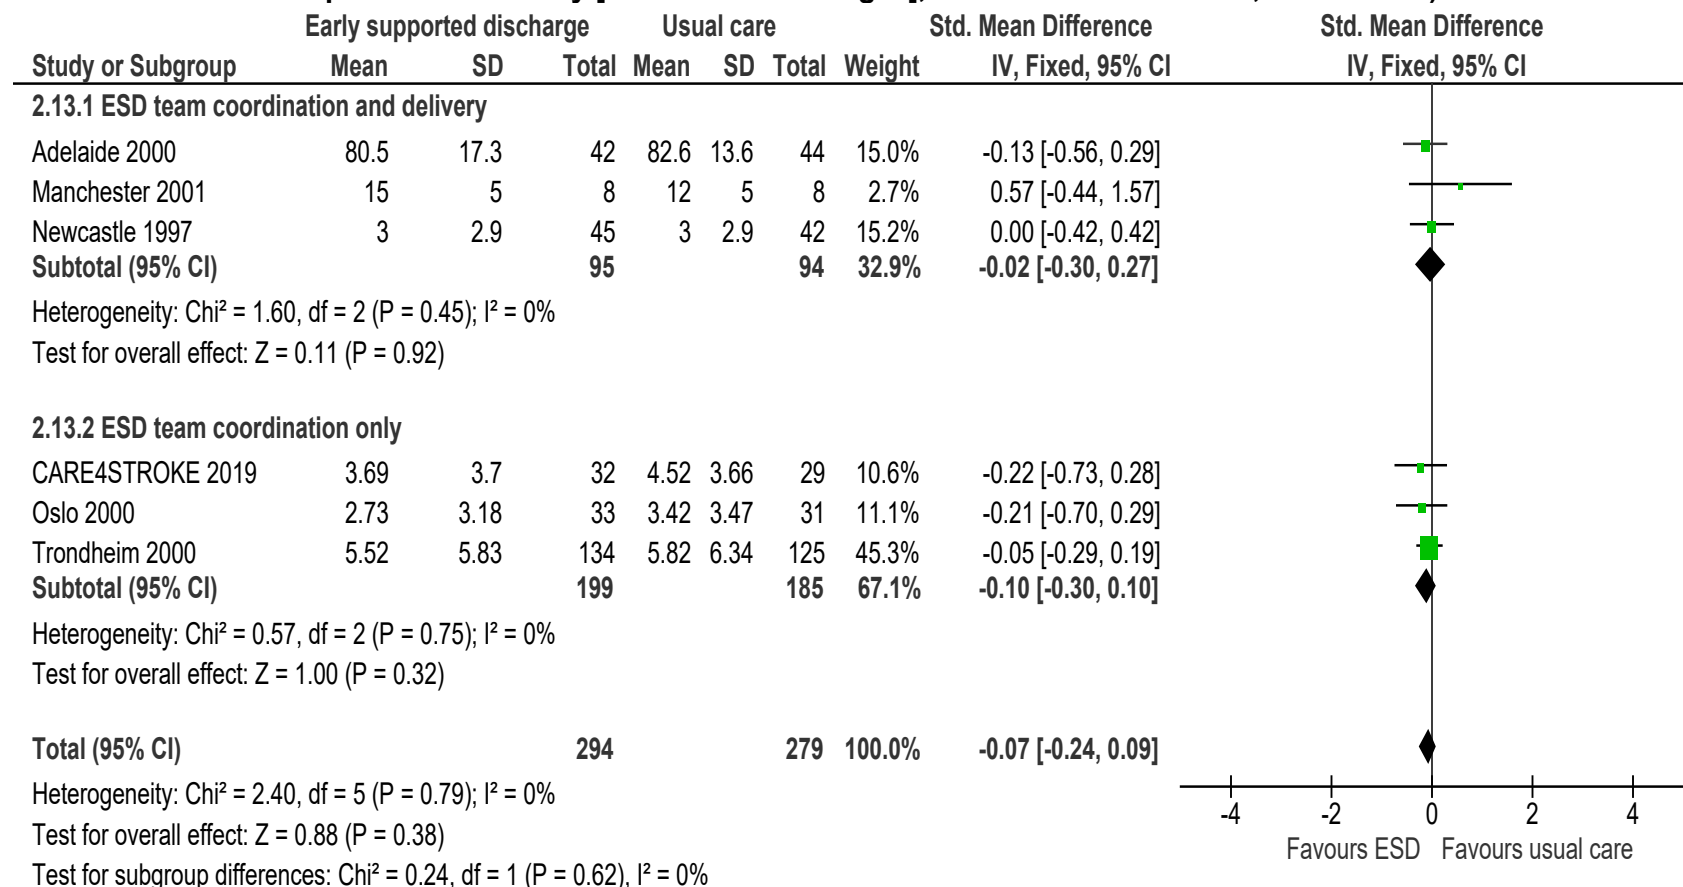 Early supported discharge Usual care Std. Mean Difference Std. Mean Difference
Study or Subgroup Mean SD Total Mean SD Total Weight IV, Fixed, 95% CI IV, Fixed, 95% CI
2.13.1 ESD team coordination and delivery
Adelaide 2000 80.5 17.3 42 82.6 13.6 44 15.0% -0.13 [-0.56, 0.29]
Manchester 2001 15 5 8 12 5 8 2.7% 0.57 [-0.44, 1.57]
Newcastle 1997 3 2.9 45 3 2.9 42 15.2% 0.00 [-0.42, 0.42]
Subtotal (95% CI) 95 94 32.9% -0.02 [-0.30, 0.27]
Heterogeneity: Chi² = 1.60, df = 2 (P = 0.45); I² = 0%
Test for overall effect: Z = 0.11 (P = 0.92)
2.13.2 ESD team coordination only
CARE4STROKE 2019 3.69 3.7 32 4.52 3.66 29 10.6% -0.22 [-0.73, 0.28]
Oslo 2000 2.73 3.18 33 3.42 3.47 31 11.1% -0.21 [-0.70, 0.29]
Trondheim 2000 5.52 5.83 134 5.82 6.34 125 45.3% -0.05 [-0.29, 0.19]
Subtotal (95% CI) 199 185 67.1% -0.10 [-0.30, 0.10]
Heterogeneity: Chi² = 0.57, df = 2 (P = 0.75); I² = 0%
Test for overall effect: Z = 1.00 (P = 0.32)
Total (95% CI) 294 279 100.0% -0.07 [-0.24, 0.09]
Heterogeneity: Chi² = 2.40, df = 5 (P = 0.79); I² = 0%
Test for overall effect: Z = 0.88 (P = 0.38)
Test for subgroup differences: Chi² = 0.24, df = 1 (P = 0.62), I² = 0%
-4 -2 0 2 4
Favours ESD Favours usual care